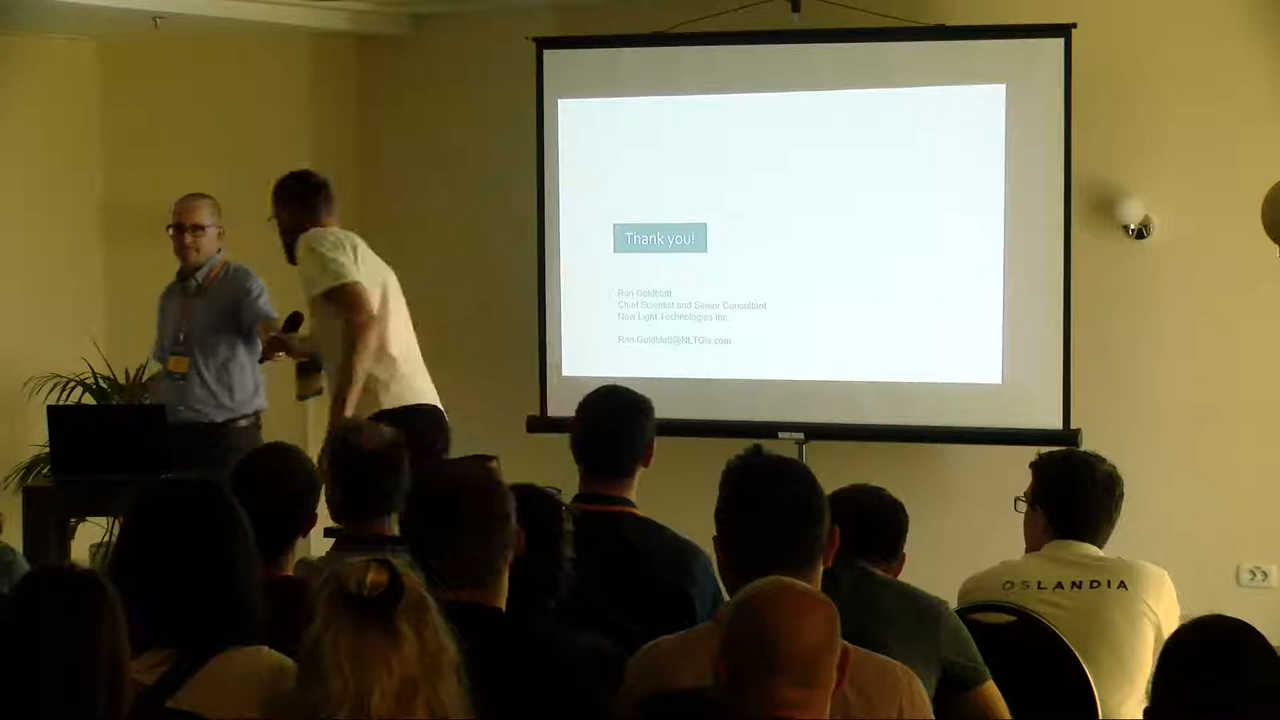 Thank you!
Ran Goldblatt
Chief Scientist and Senior Consultant
New Light Technologies Inc.
Ran.Goldblatt@NLTGis.com
OSLANDIA